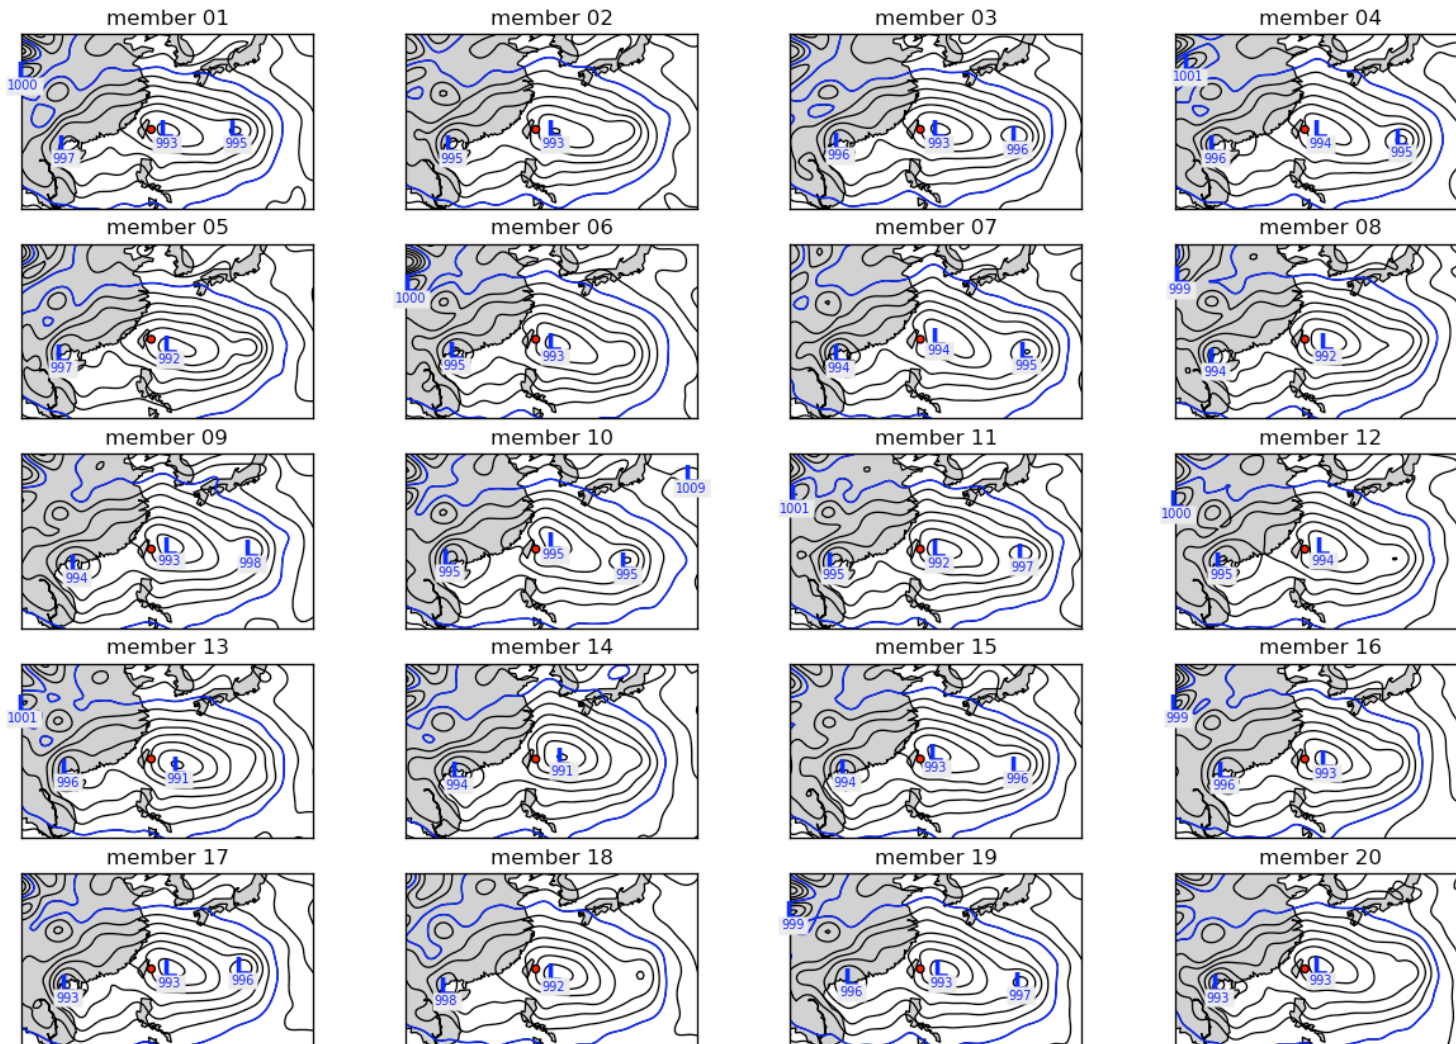 member 01 member 02 member 03 member 04
L 1000 L 997 L 993 L 995
L 995 L 993
L 996 L 993 L 996
L 1001 L 996 L 994 L 995
member 05 member 06 member 07 member 08
L 997 L 992
L 1000 L 995 L 993
L 994 L 994 L 995
L 999 L 994 L 992
member 09 member 10 member 11 member 12
L 994 L 993 L 998
L 1009 L 995 L 995 L 995
L 1001 L 995 L 992 L 997
L 1000 L 995 L 994
member 13 member 14 member 15 member 16
L 1001 L 996 L 991
L 994 L 991
L 994 L 993 L 996
L 999 L 996 L 993
member 17 member 18 member 19 member 20
L 993 L 993 L 996
L 998 L 992
L 999 L 996 L 993 L 997
L 993 L 993